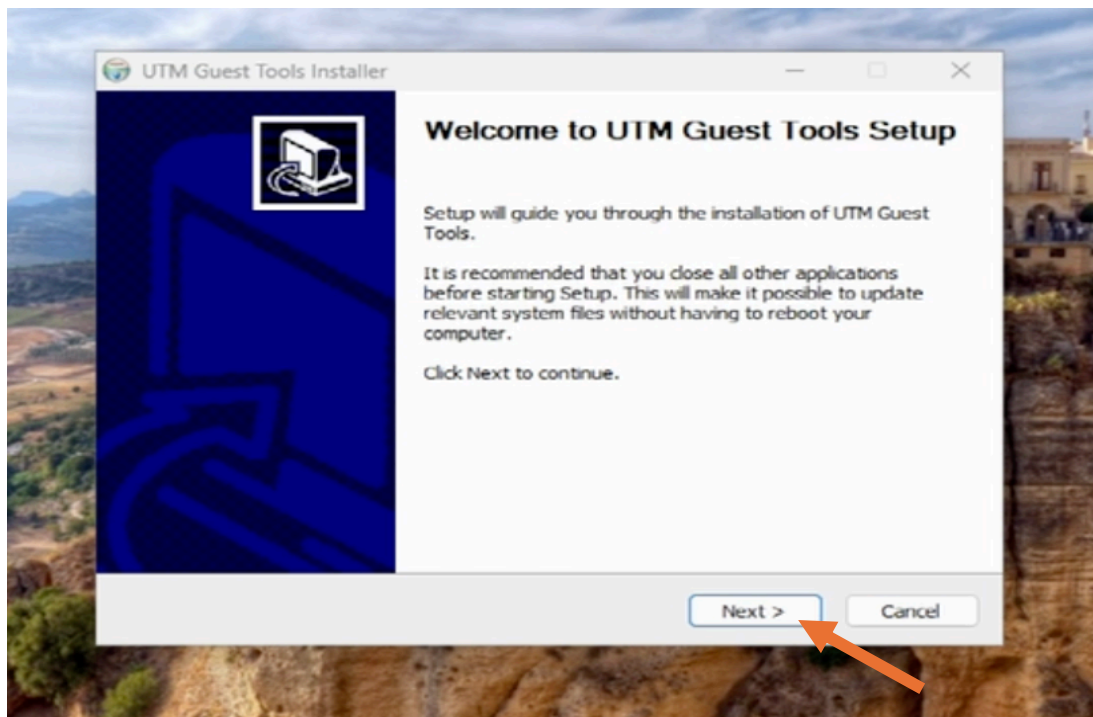 UTM Guest Tools Installer
Welcome to UTM Guest Tools Setup
Setup will guide you through the installation of UTM Guest
Tools.
It is recommended that you close all other applications
before starting Setup. This will make it possible to update
relevant system files without having to reboot your
computer.
Click Next to continue.
Next >
Cancel